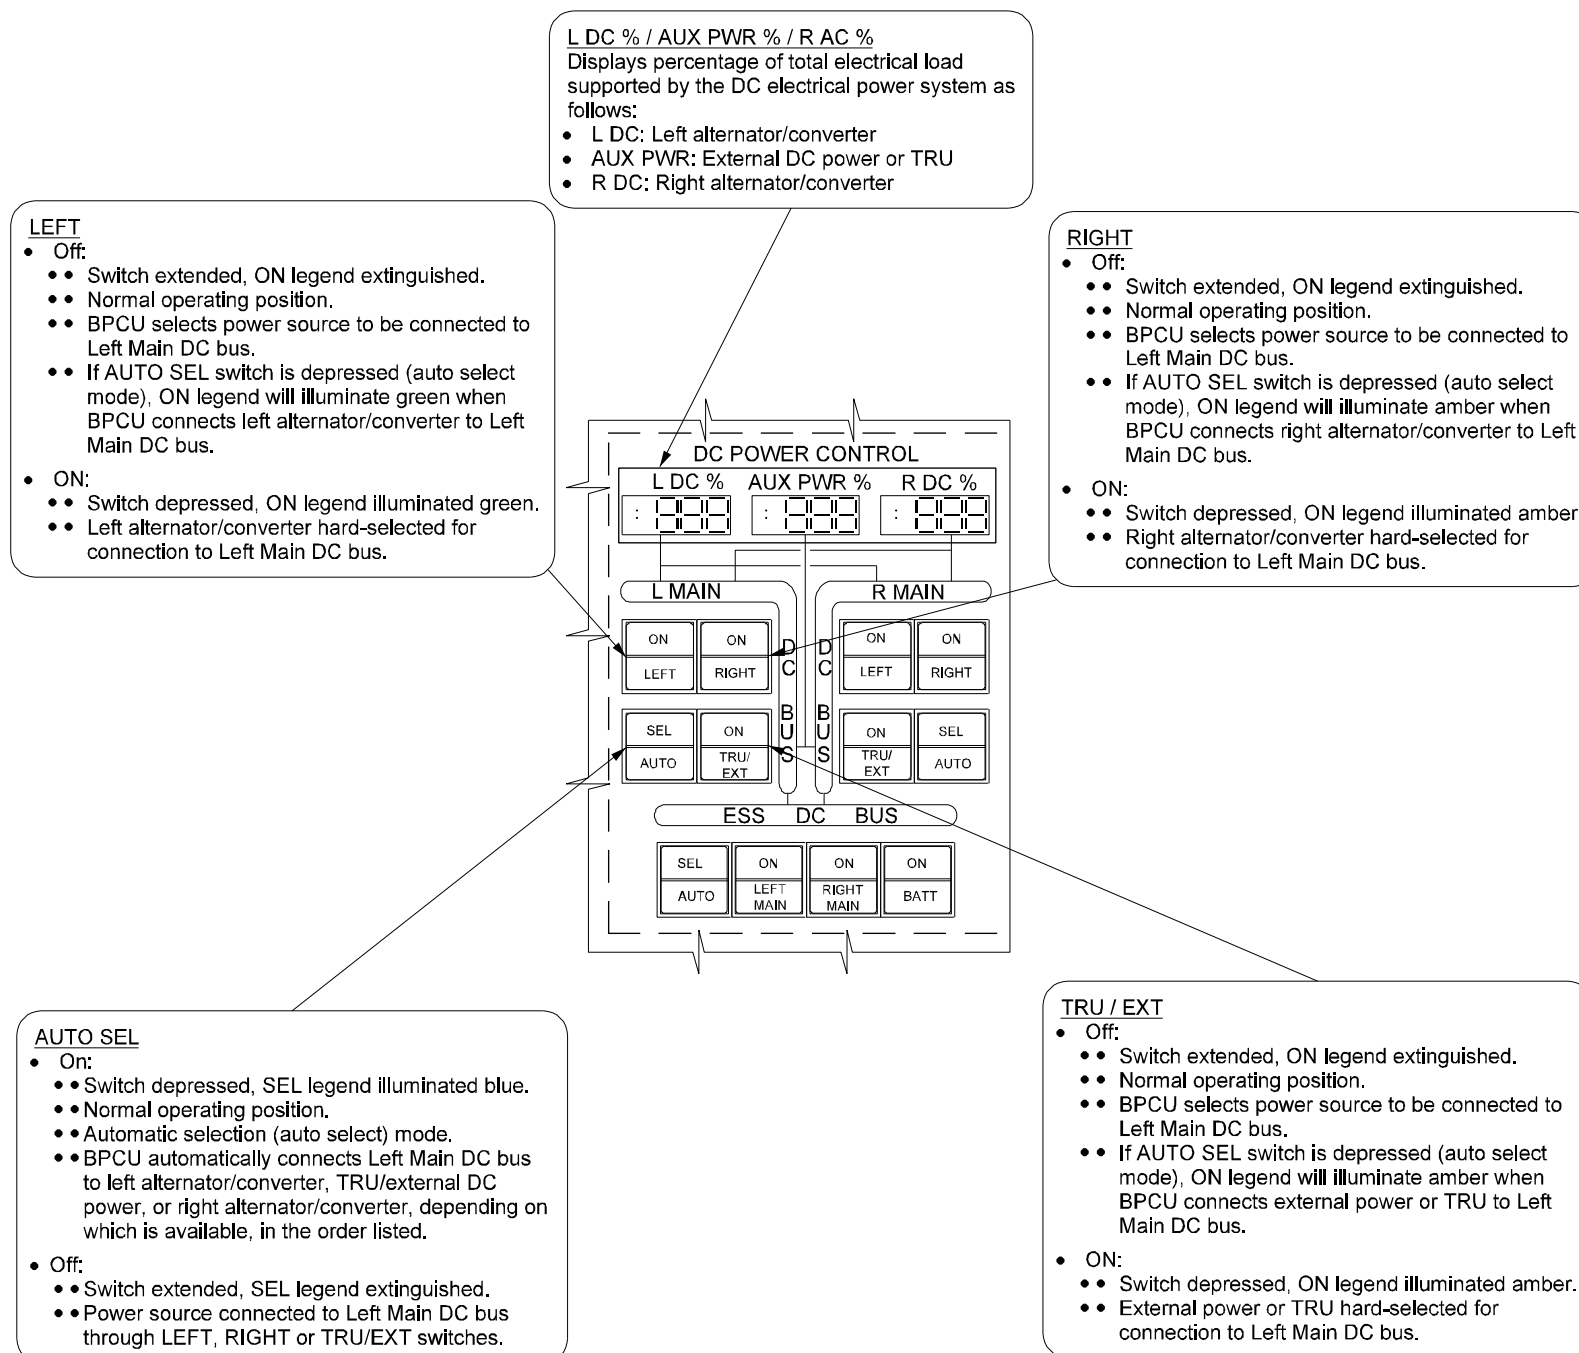 L DC % / AUX PWR % / R AC %
Displays percentage of total electrical load
supported by the DC electrical power system as
follows:
• L DC: Left alternator/converter
• AUX PWR: External DC power or TRU
• R DC: Right alternator/converter
LEFT
• Off:
•• Switch extended, ON legend extinguished.
•• Normal operating position.
•• BPCU selects power source to be connected to
Left Main DC bus.
•• If AUTO SEL switch is depressed (auto select
mode), ON legend will illuminate green when
BPCU connects left alternator/converter to Left
Main DC bus.
• ON:
•• Switch depressed, ON legend illuminated green.
•• Left alternator/converter hard-selected for
connection to Left Main DC bus.
RIGHT
• Off:
•• Switch extended, ON legend extinguished.
•• Normal operating position.
•• BPCU selects power source to be connected to
Left Main DC bus.
•• If AUTO SEL switch is depressed (auto select
mode), ON legend will illuminate amber when
BPCU connects right alternator/converter to Left
Main DC bus.
• ON:
•• Switch depressed, ON legend illuminated amber
•• Right alternator/converter hard-selected for
connection to Left Main DC bus.
DC POWER CONTROL
L DC % AUX PWR % R DC %
: 888 : 888 : 888
L MAIN R MAIN
ON ON ON ON
LEFT RIGHT LEFT RIGHT
DC BUS DC BUS
SEL ON ON SEL
AUTO TRU/ EXT TRU/ EXT AUTO
ESS DC BUS
SEL ON ON ON
AUTO LEFT MAIN RIGHT MAIN BATT
AUTO SEL
• On:
•• Switch depressed, SEL legend illuminated blue.
•• Normal operating position.
•• Automatic selection (auto select) mode.
•• BPCU automatically connects Left Main DC bus
to left alternator/converter, TRU/external DC
power, or right alternator/converter, depending on
which is available, in the order listed.
• Off:
•• Switch extended, SEL legend extinguished.
•• Power source connected to Left Main DC bus
through LEFT, RIGHT or TRU/EXT switches.
TRU / EXT
• Off:
•• Switch extended, ON legend extinguished.
•• Normal operating position.
•• BPCU selects power source to be connected to
Left Main DC bus.
•• If AUTO SEL switch is depressed (auto select
mode), ON legend will illuminate amber when
BPCU connects external power or TRU to Left
Main DC bus.
• ON:
•• Switch depressed, ON legend illuminated amber.
•• External power or TRU hard-selected for
connection to Left Main DC bus.